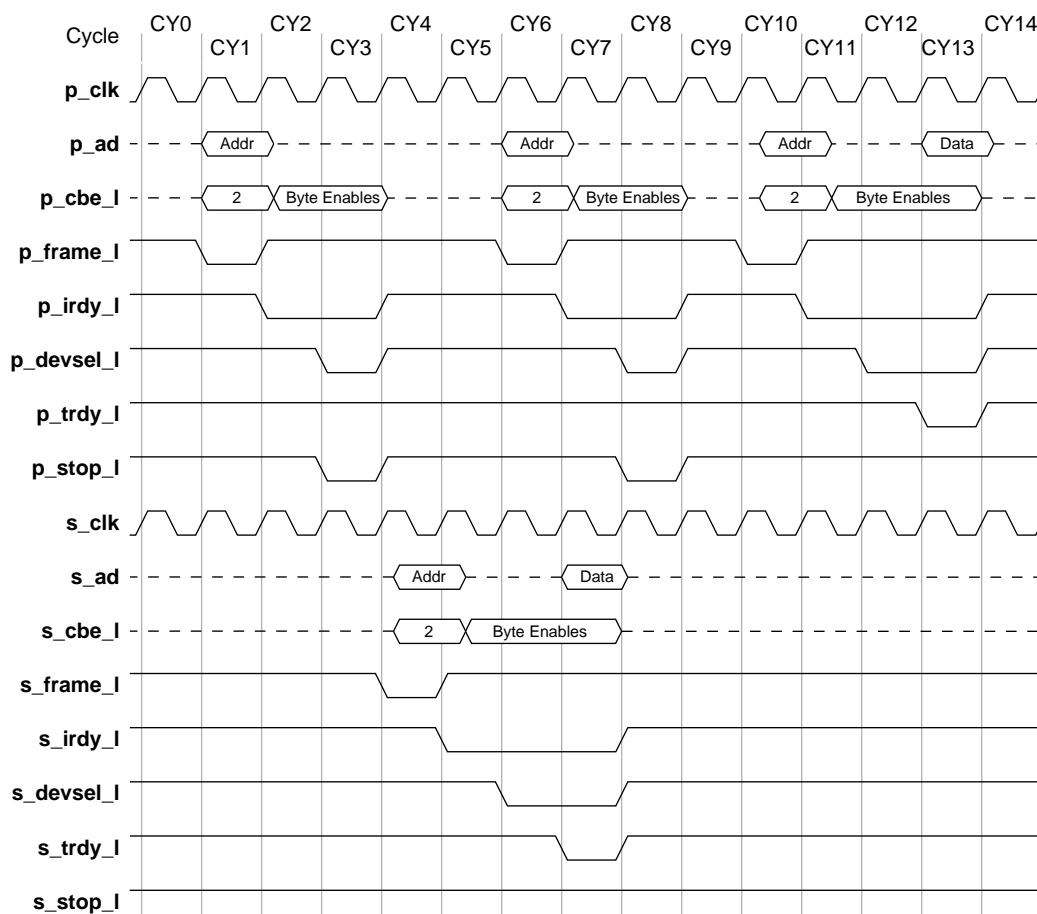 CY0 CY2 CY4 CY6 CY8 CY10 CY12 CY14
Cycle
CY1 CY3 CY5 CY7 CY9 CY11 CY13
p_clk
p_ad Addr Addr Addr Data
p_cbe_l 2 Byte Enables 2 Byte Enables 2 Byte Enables
p_frame_l
p_irdy_l
p_devsel_l
p_trdy_l
p_stop_l
s_clk
s_ad Addr Data
s_cbe_l 2 Byte Enables
s_frame_l
s_irdy_l
s_devsel_l
s_trdy_l
s_stop_l